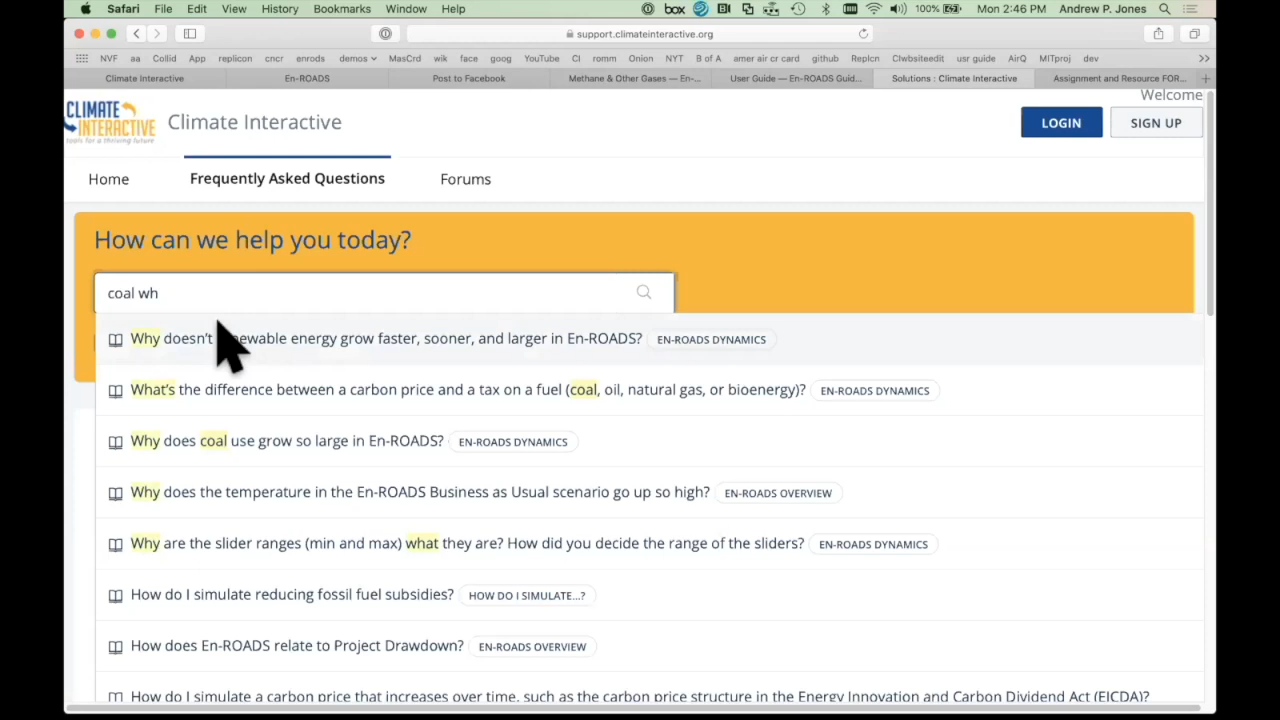 Safari File Edit View History Bookmarks Window Help box 100% Mon 2:46 PM Andrew P. Jones
support.climateinteractive.org
NVF aa Collid App replicon cncr enrods demos MasCrd wik face goog YouTube CI romm Onion NYT B of A amer air cr card github Replcn Clwbsiteedit usr guide AirQ MITproj dev
Climate Interactive En-ROADS Post to Facebook Methane & Other Gases — En-... User Guide — En-ROADS Guid... Solutions : Climate Interactive Assignment and Resource FOR...
Welcome
CLIMATE
INTERACTIVE
tools for a thriving future
Climate Interactive
LOGIN SIGN UP
Home Frequently Asked Questions Forums
How can we help you today?
coal wh
Why doesn't renewable energy grow faster, sooner, and larger in En-ROADS? EN-ROADS DYNAMICS
What's the difference between a carbon price and a tax on a fuel (coal, oil, natural gas, or bioenergy)? EN-ROADS DYNAMICS
Why does coal use grow so large in En-ROADS? EN-ROADS DYNAMICS
Why does the temperature in the En-ROADS Business as Usual scenario go up so high? EN-ROADS OVERVIEW
Why are the slider ranges (min and max) what they are? How did you decide the range of the sliders? EN-ROADS DYNAMICS
How do I simulate reducing fossil fuel subsidies? HOW DO I SIMULATE...?
How does En-ROADS relate to Project Drawdown? EN-ROADS OVERVIEW
How do I simulate a carbon price that increases over time, such as the carbon price structure in the Energy Innovation and Carbon Dividend Act (EICDA)?